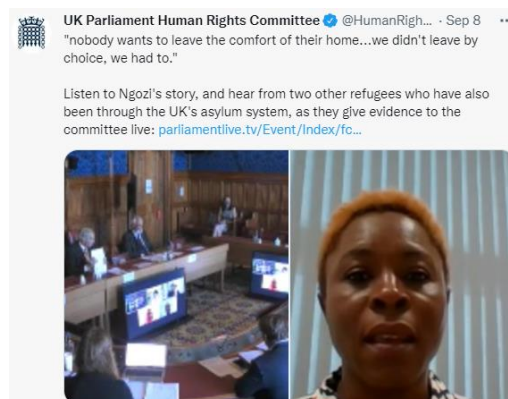 UK Parliament Human Rights Committee @HumanRigh... · Sep 8
"nobody wants to leave the comfort of their home...we didn't leave by
choice, we had to."
Listen to Ngozi's story, and hear from two other refugees who have also
been through the UK's asylum system, as they give evidence to the
committee live: parliamentlive.tv/Event/Index/fc...